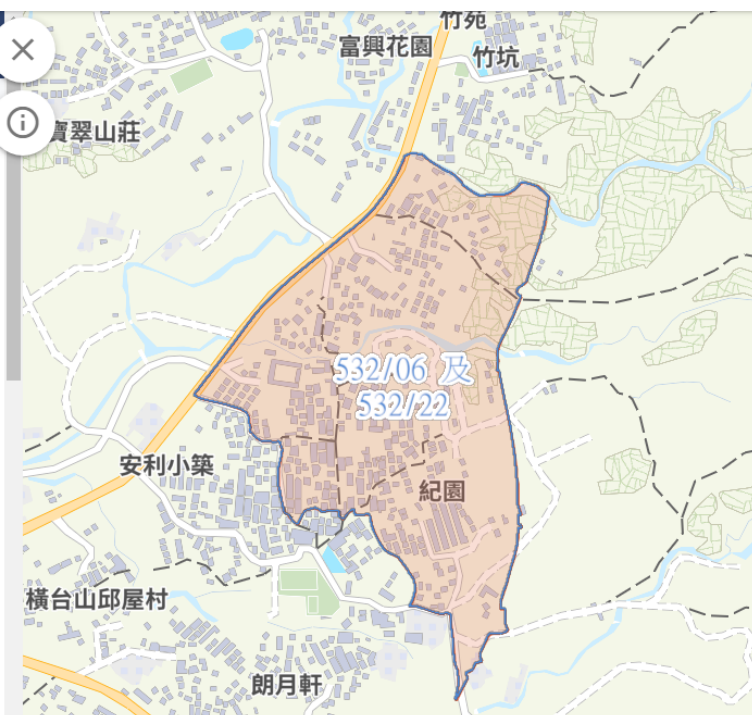 竹苑
富興花園
竹坑
寶翠山莊
532/06 及
532/22
安利小築
紀園
橫台山邱屋村
朗月軒